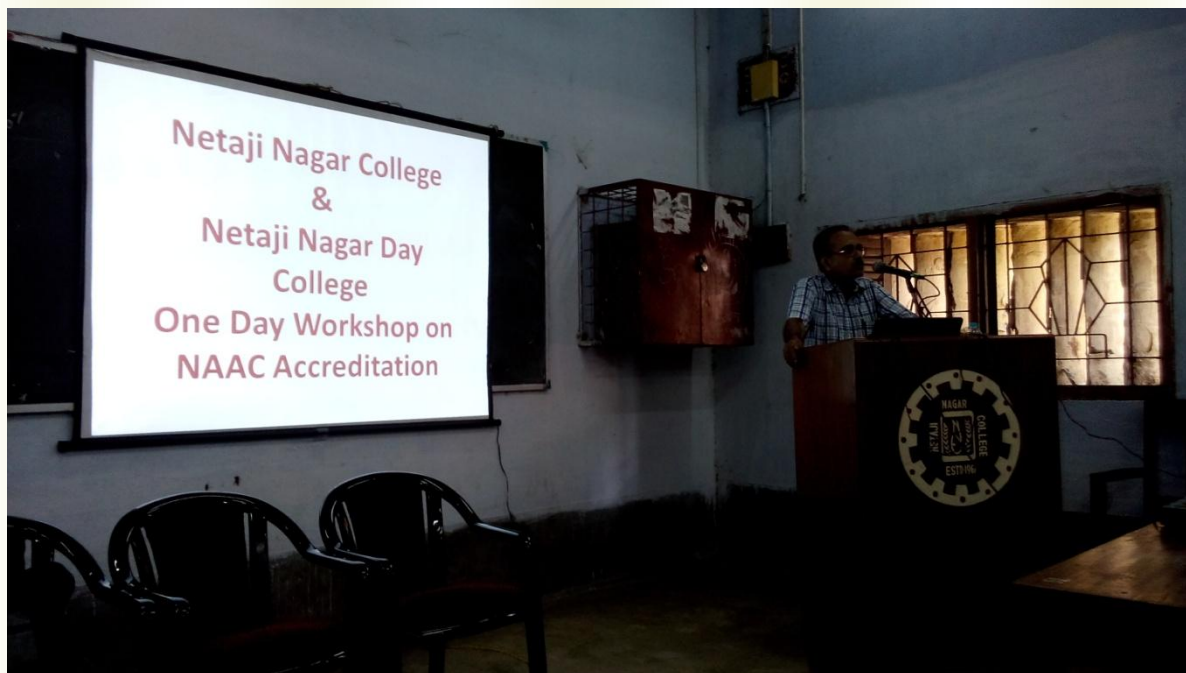 Netaji Nagar College
&
Netaji Nagar Day
College
One Day Workshop on
NAAC Accreditation
NAGAR
COLLEGE